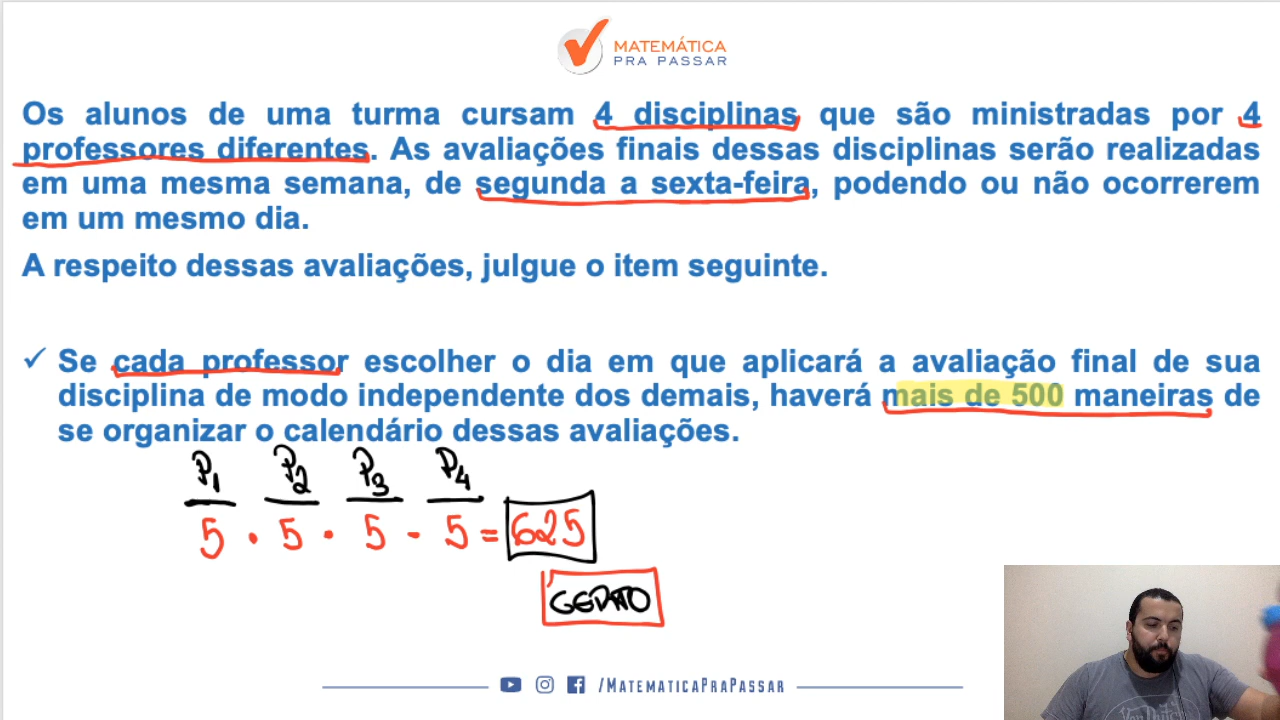 MATEMÁTICA
PRA PASSAR
Os alunos de uma turma cursam 4 disciplinas que são ministradas por 4
professores diferentes. As avaliações finais dessas disciplinas serão realizadas
em uma mesma semana, de segunda a sexta-feira, podendo ou não ocorrerem
em um mesmo dia.
A respeito dessas avaliações, julgue o item seguinte.
✓ Se cada professor escolher o dia em que aplicará a avaliação final de sua
disciplina de modo independente dos demais, haverá mais de 500 maneiras de
se organizar o calendário dessas avaliações.
P1 P2 P3 P4
5 · 5 · 5 · 5 = 625
CERTO
/MATEMATICAPRAPASSAR